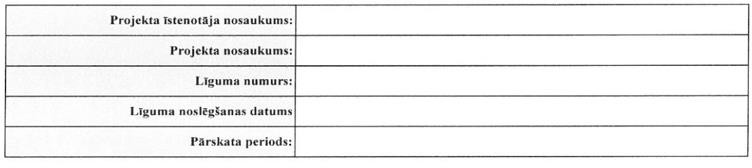 Projekta īstenotāja nosaukums:
Projekta nosaukums:
Līguma numurs:
Līguma noslēgšanas datums
Pārskata periods: